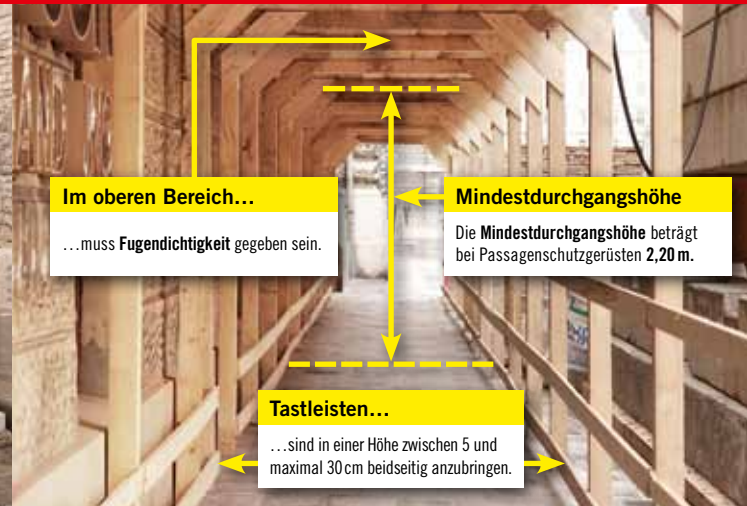 Im oberen Bereich…
…muss Fugendichtigkeit gegeben sein.
Mindestdurchgangshöhe
Die Mindestdurchgangshöhe beträgt
bei Passagenschutzgerüsten 2,20 m.
Tastleisten…
…sind in einer Höhe zwischen 5 und
maximal 30 cm beidseitig anzubringen.